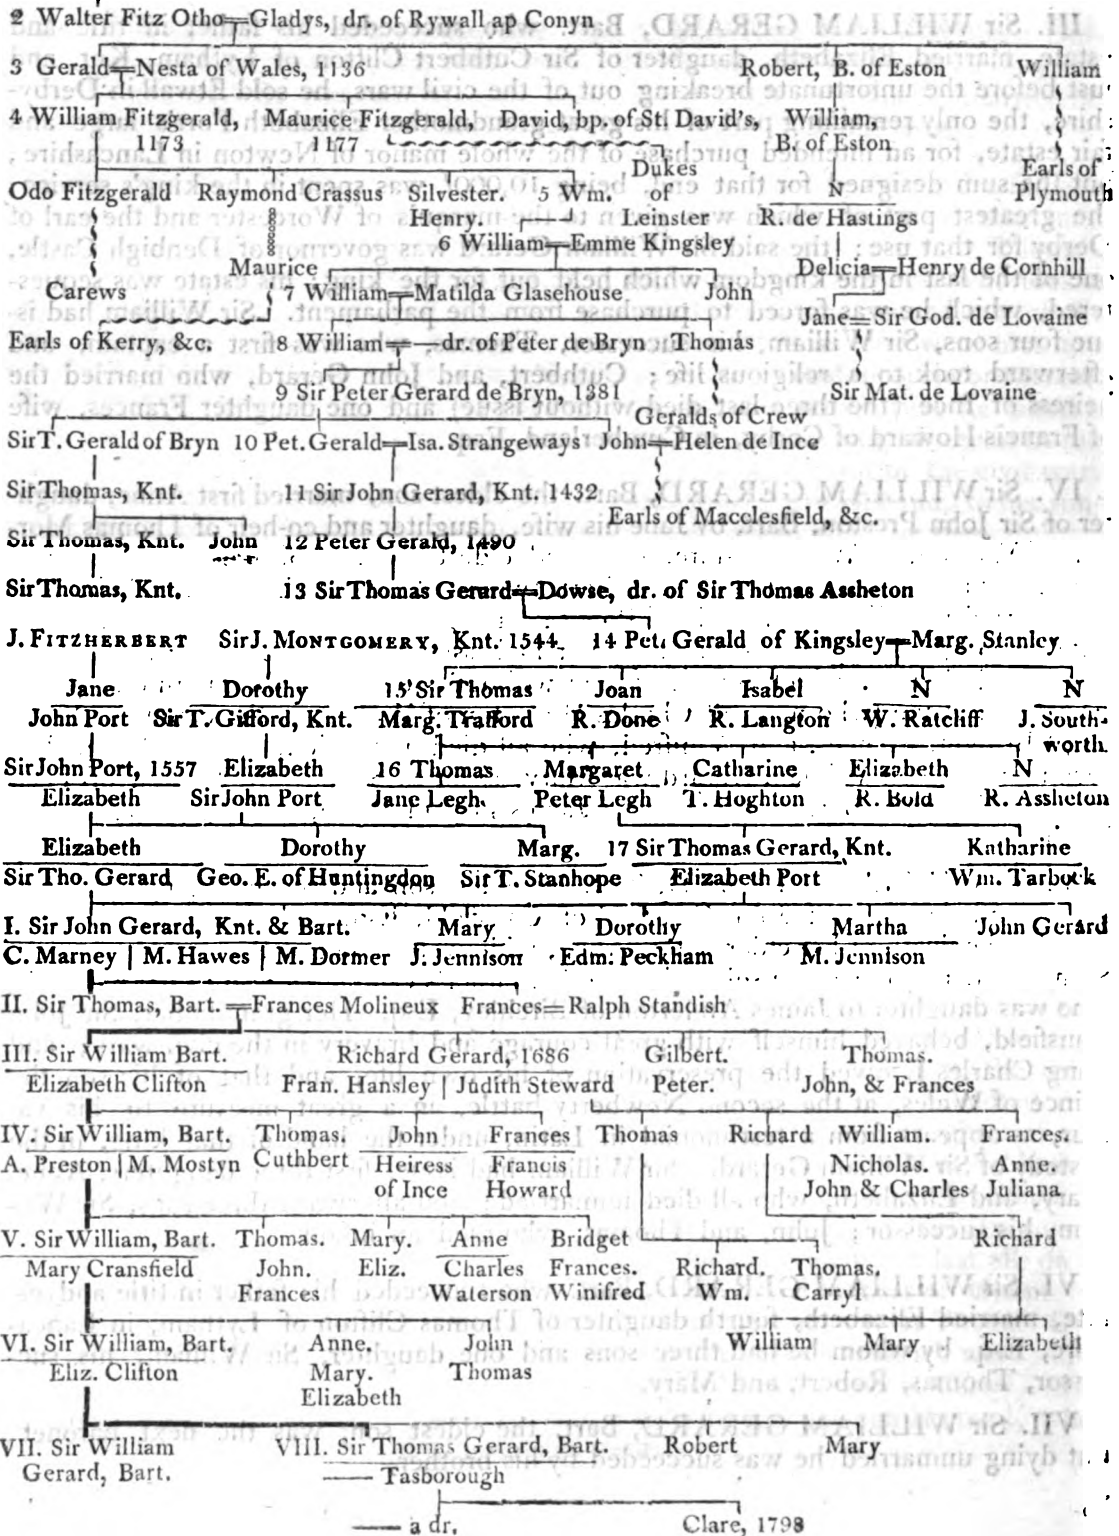 2 Walter Fitz Otho=Gladys, dr. of Rywall ap Conyn
3 Gerald=Nesta of Wales, 1136 Robert, B. of Eston William
4 William Fitzgerald, Maurice Fitzgerald, David, bp. of St. David's, William,
1173 1177 B. of Eston
Dukes Earls of
Odo Fitzgerald Raymond Crassus Silvester. 5 Wm. of N Plymouth
Henry. Leinster R. de Hastings
6 William=Emme Kingsley
Maurice Delicia=Henry de Cornhill
Carews 7 William=Matilda Glasehouse John
Jane=Sir God. de Lovaine
Earls of Kerry, &c. 8 William=—dr. of Peter de Bryn Thomas
9 Sir Peter Gerard de Bryn, 1381 Sir Mat. de Lovaine
Geralds of Crew
Sir T. Gerald of Bryn 10 Pet. Gerald=Isa. Strangeways John=Helen de Ince
Sir Thomas, Knt. 11 Sir John Gerard, Knt. 1432
Earls of Macclesfield, &c.
Sir Thomas, Knt. John 12 Peter Gerald, 1490
Sir Thomas, Knt. 13 Sir Thomas Gerard=Dowse, dr. of Sir Thomas Assheton
J. FITZHERBERT Sir J. MONTGOMERY, Knt. 1544 14 Pet. Gerald of Kingsley=Marg. Stanley
Jane Dorothy 15 Sir Thomas Joan Isabel N N
John Port Sir T. Gifford, Knt. Marg. Trafford R. Done R. Langton W. Ratcliff J. South-
worth.
Sir John Port, 1557 Elizabeth 16 Thomas Margaret Catharine Elizabeth N
Elizabeth Sir John Port Jane Legh. Peter Legh T. Hoghton R. Bold R. Assheton
Elizabeth Dorothy Marg. 17 Sir Thomas Gerard, Knt. Katharine
Sir Tho. Gerard Geo. E. of Huntingdon Sir T. Stanhope Elizabeth Port Wm. Tarbock
I. Sir John Gerard, Knt. & Bart. Mary Dorothy Martha John Gerard
C. Marney | M. Hawes | M. Dormer J. Jennison Edm. Peckham M. Jennison
II. Sir Thomas, Bart.=Frances Molineux Frances=Ralph Standish
III. Sir William Bart. Richard Gerard, 1686 Gilbert. Thomas.
Elizabeth Clifton Fran. Hansley | Judith Steward Peter. John, & Frances
IV. Sir William, Bart. Thomas. John Frances Thomas Richard William. Frances.
A. Preston | M. Mostyn Cuthbert Heiress Francis Nicholas. Anne.
of Ince Howard John & Charles Juliana
V. Sir William, Bart. Thomas. Mary. Anne Bridget Richard
Mary Cransfield John. Eliz. Charles Frances. Richard. Thomas.
Frances Waterson Winifred Wm. Carryl
VI. Sir William, Bart. Anne. John William Mary Elizabeth
Eliz. Clifton Mary. Thomas
Elizabeth
VII. Sir William VIII. Sir Thomas Gerard, Bart. Robert Mary
Gerard, Bart. —— Tasborough
—— a dr. Clare, 1798